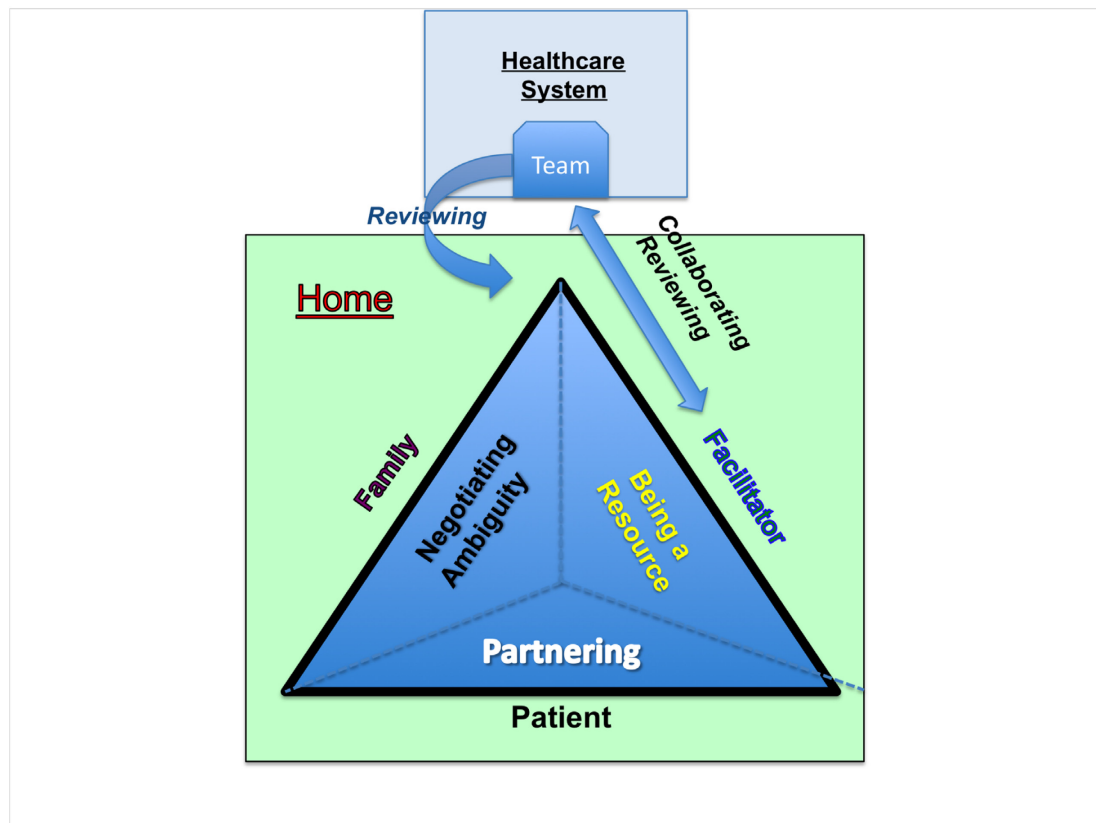 Healthcare
System
Team
Reviewing
Collaborating
Reviewing
Home
Family
Negotiating
Ambiguity
Being a
Resource
Facilitator
Partnering
Patient